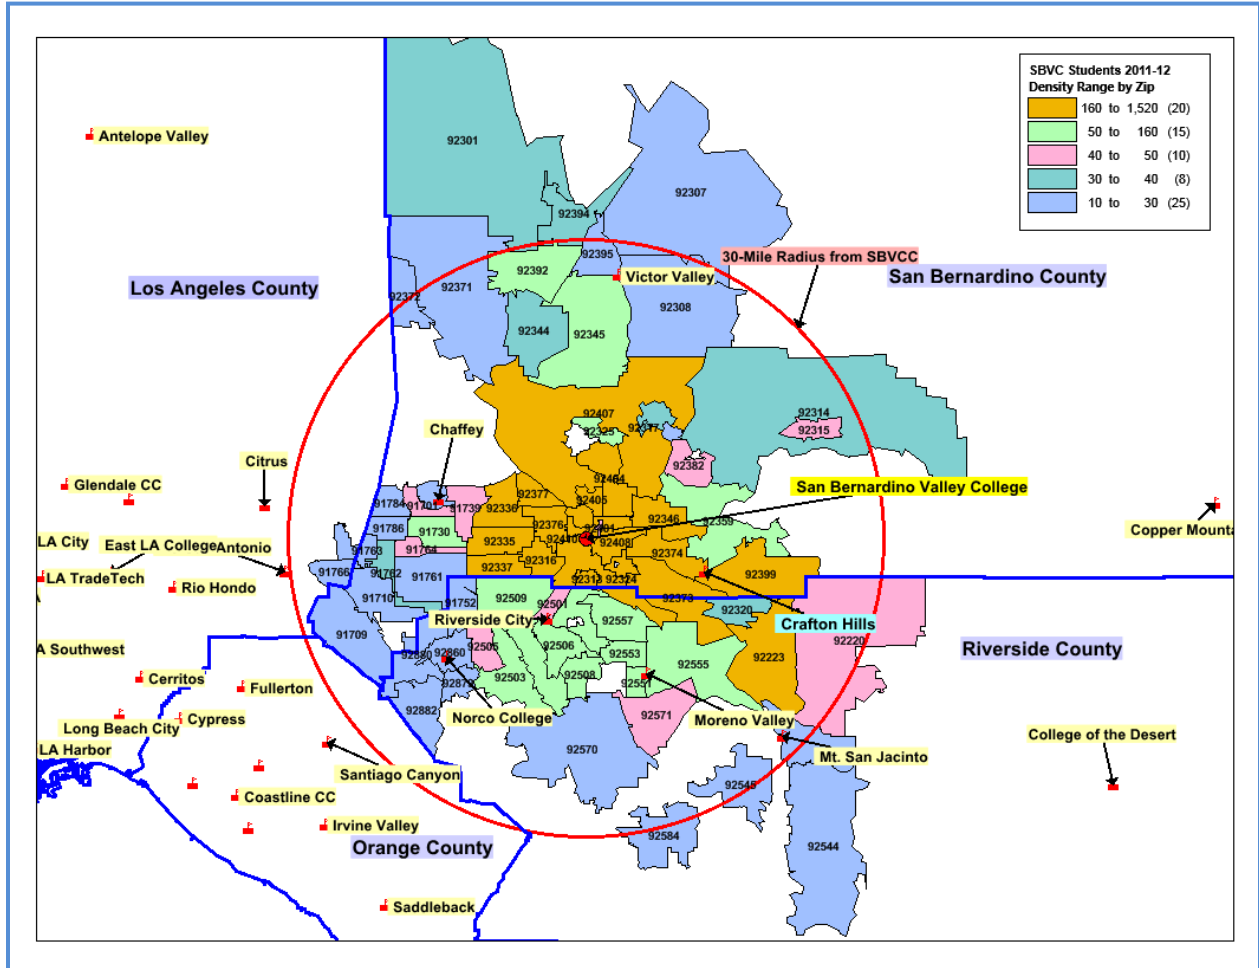 SBVC Students 2011-12
Density Range by Zip
160 to 1,520 (20)
50 to 160 (15)
40 to 50 (10)
30 to 40 (8)
10 to 30 (25)
Antelope Valley
92301
92307
92394
92395
30-Mile Radius from SBVCC
92392
Victor Valley
San Bernardino County
Los Angeles County
92372
92371
92308
92344
92345
92407
92314
92325
92317
92315
Chaffey
Citrus
92382
Glendale CC
92404
San Bernardino Valley College
92377
92405
91784
91701
91739
92336
92346
92359
Copper Mounta
91786
91730
92376
92401
LA City
East LA College
Antonio
92335
92408
91763
91764
92374
92399
LA TradeTech
91766
91762
91761
92337
92316
92313
92324
Rio Hondo
91710
91752
92509
92501
92373
92320
Crafton Hills
91709
Riverside City
92557
92220
A Southwest
92880
92860
92505
92506
92553
92555
92223
Riverside County
Cerritos
Fullerton
92879
92503
92508
92551
Long Beach City
Cypress
92882
Norco College
92571
Moreno Valley
LA Harbor
92570
Mt. San Jacinto
College of the Desert
Santiago Canyon
92545
Coastline CC
Irvine Valley
92584
92544
Orange County
Saddleback